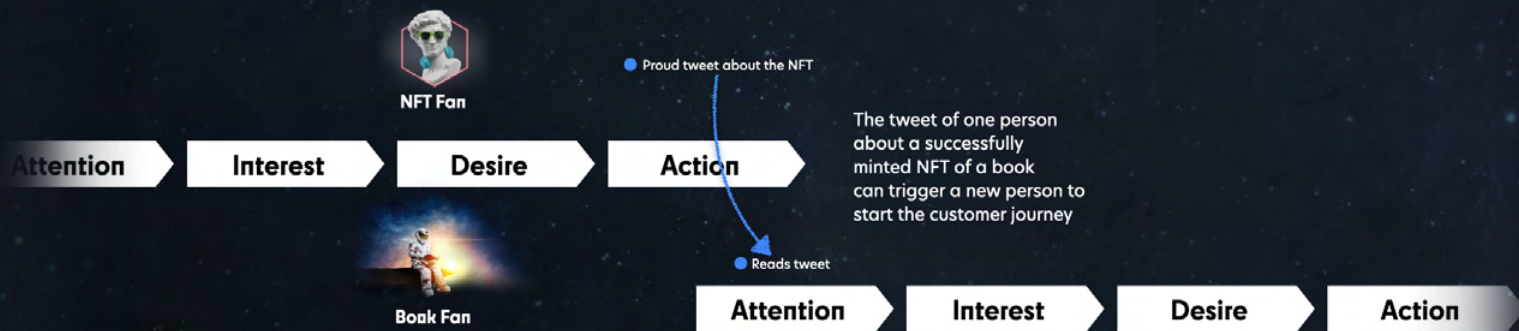 NFT Fan
Proud tweet about the NFT
Attention
Interest
Desire
Action
The tweet of one person
about a successfully
minted NFT of a book
can trigger a new person to
start the customer journey
Book Fan
Reads tweet
Attention
Interest
Desire
Action